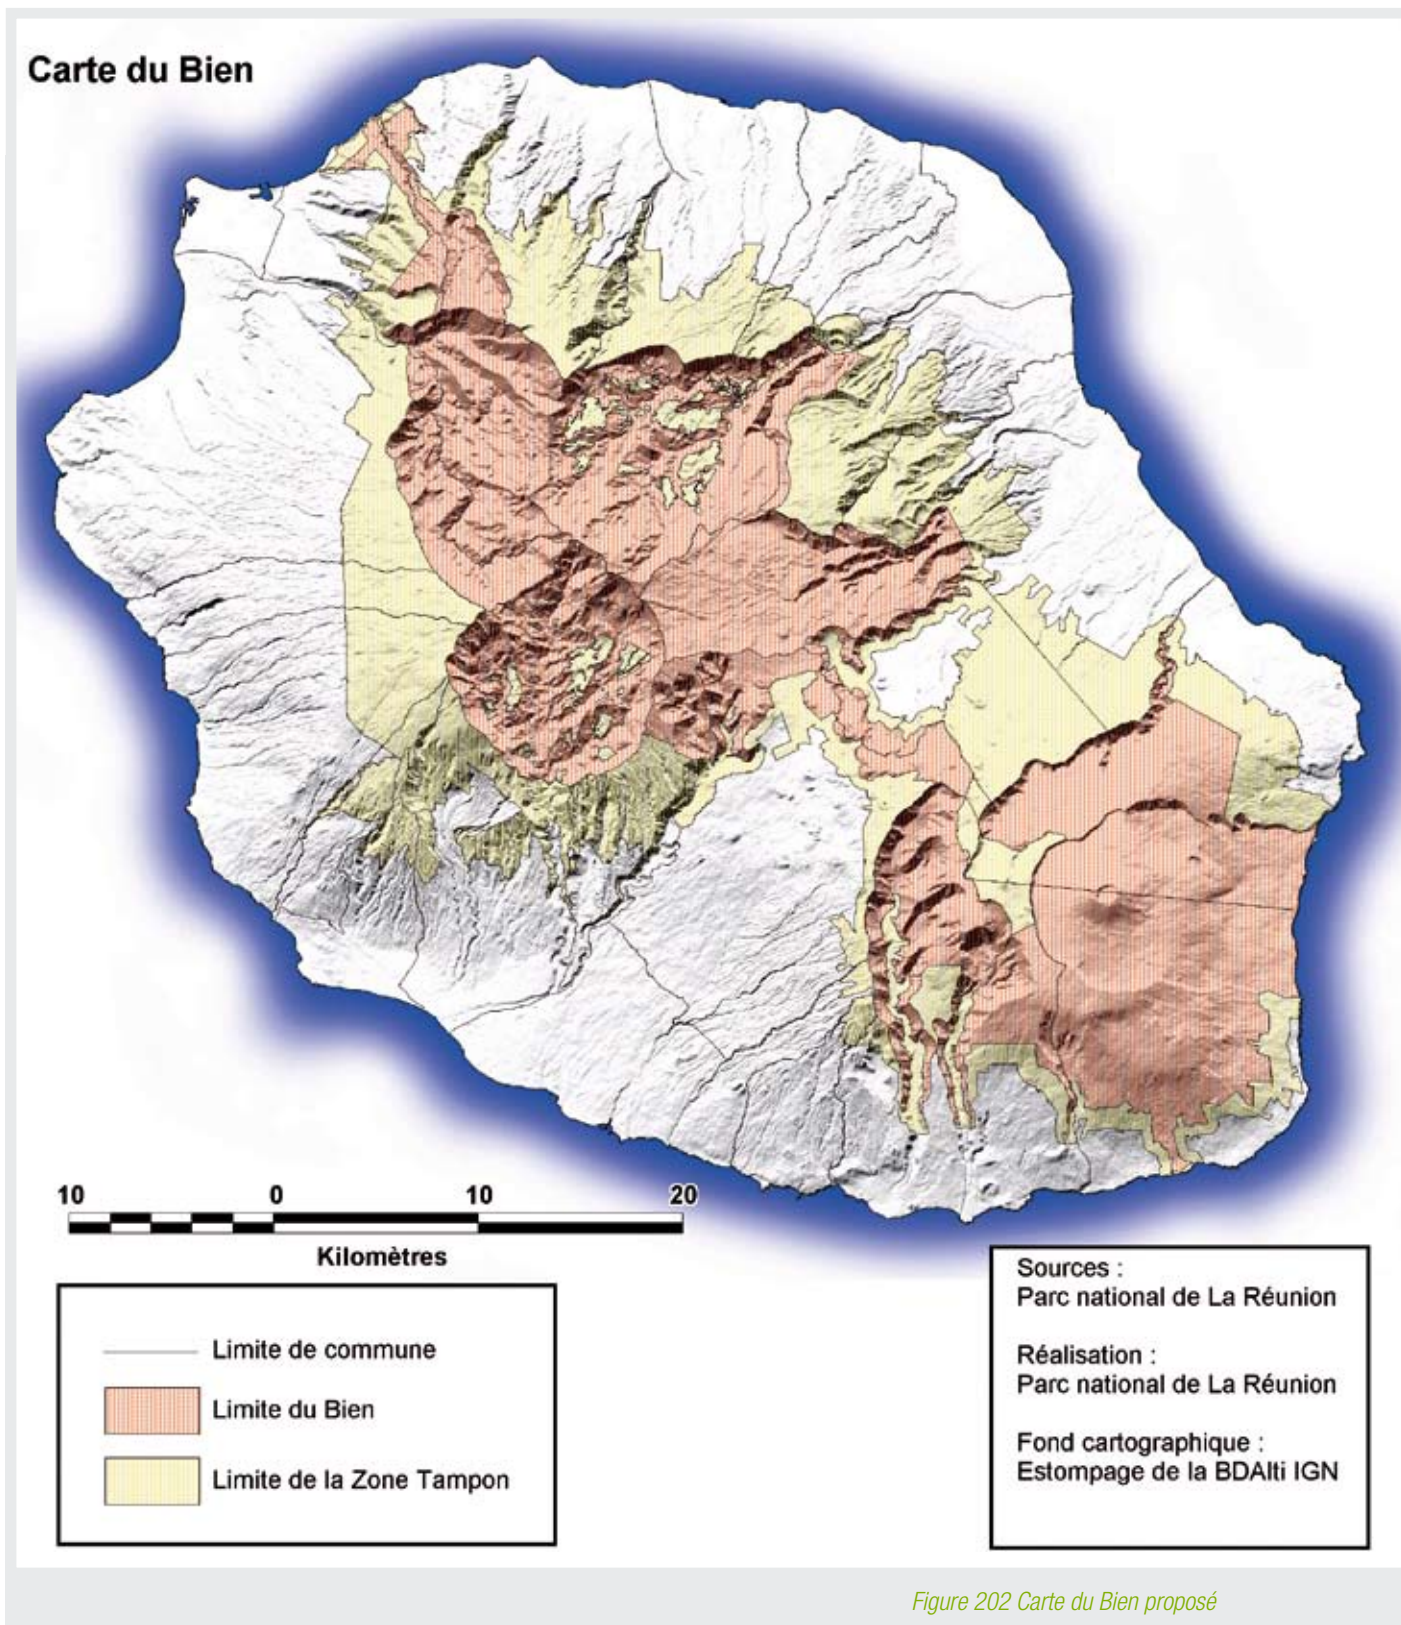 Carte du Bien
10 0 10 20
Kilomètres
Limite de commune
Limite du Bien
Limite de la Zone Tampon
Sources :
Parc national de La Réunion
Réalisation :
Parc national de La Réunion
Fond cartographique :
Estompage de la BDAlti IGN
Figure 202 Carte du Bien proposé